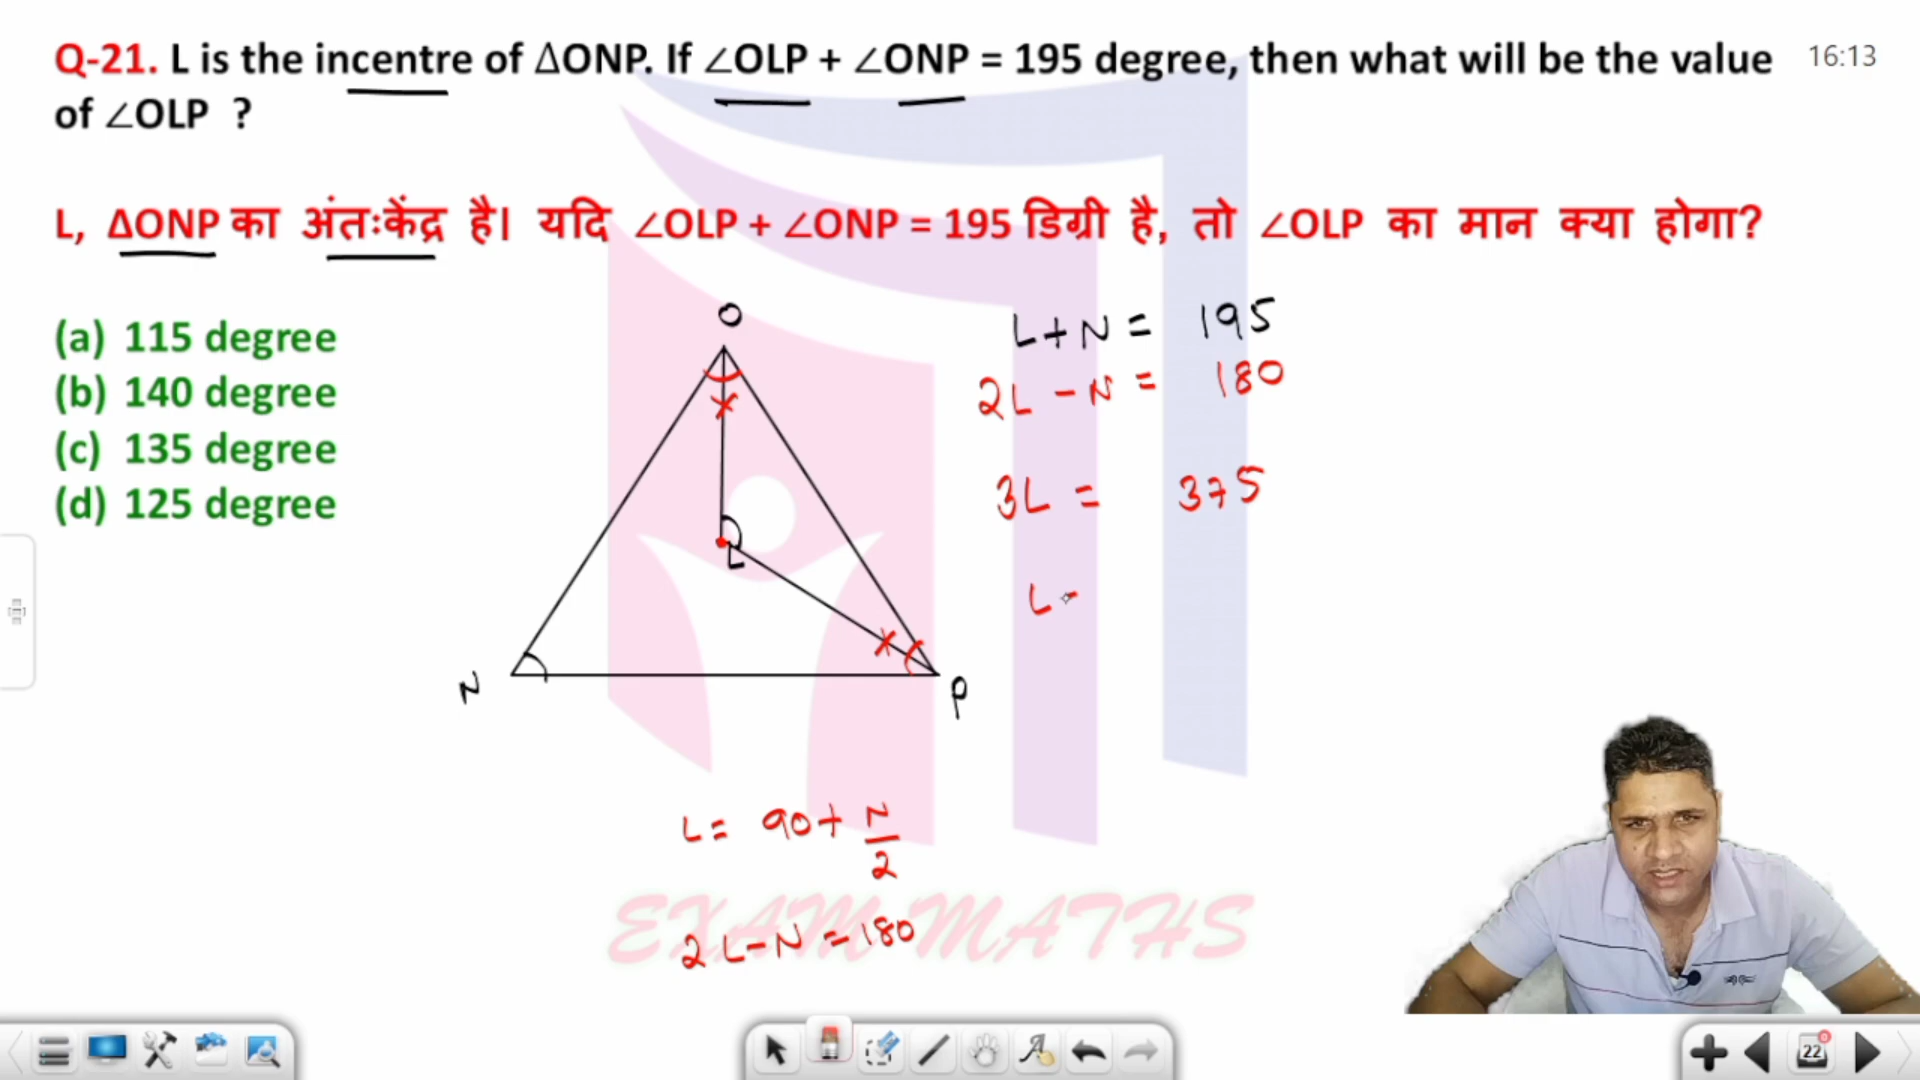 Q-21. L is the incentre of ΔONP. If ∠OLP + ∠ONP = 195 degree, then what will be the value
16:13
of ∠OLP ?
L, ΔONP का अंतःकेंद्र है। यदि ∠OLP + ∠ONP = 195 डिग्री है, तो ∠OLP का मान क्या होगा?
(a) 115 degree
(b) 140 degree
(c) 135 degree
(d) 125 degree
O
L
N
P
L+N = 195
2L - N = 180
3L = 375
L -
L = 90 + N/2
2L - N = 180
EXAM MATHS
22
0